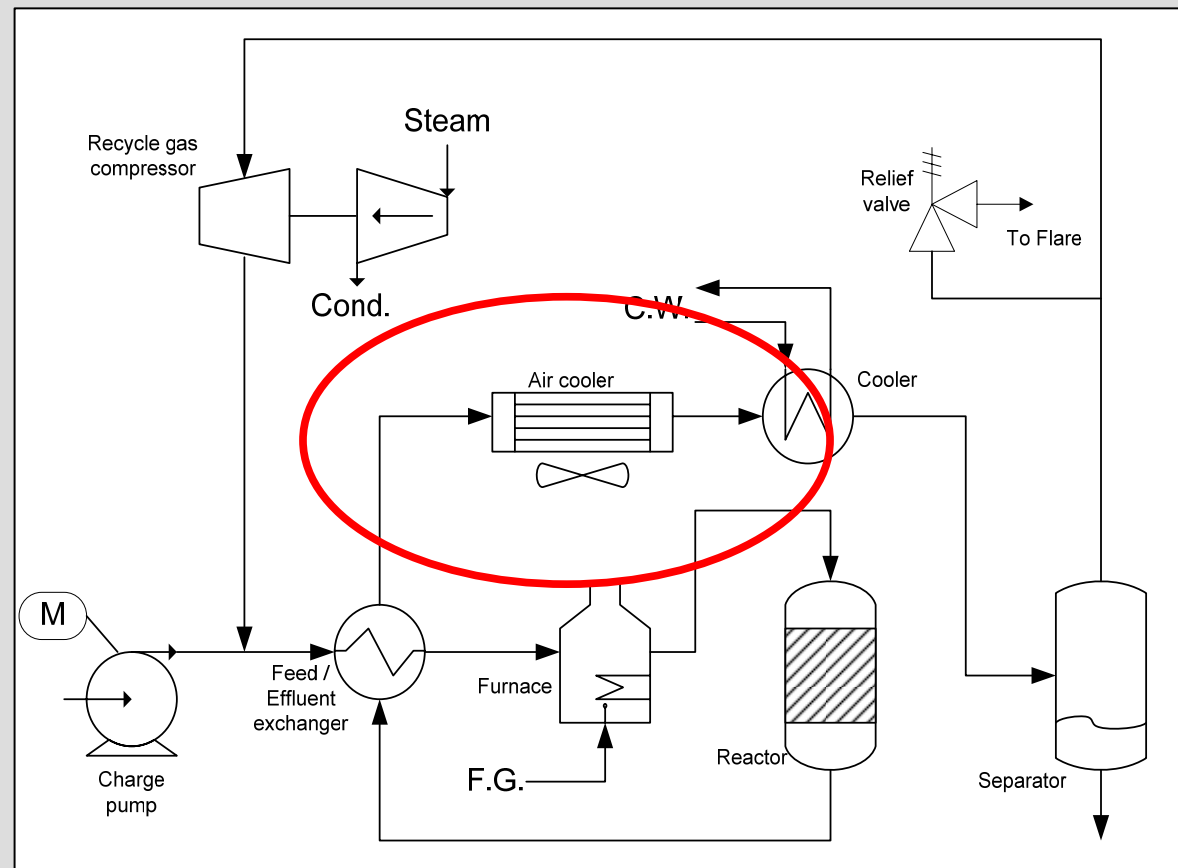 Steam
Recycle gas
compressor
Relief
valve
To Flare
Cond.
C.W.
Air cooler
Cooler
M
Feed /
Effluent
exchanger
Furnace
Reactor
Charge
pump
F.G.
Separator